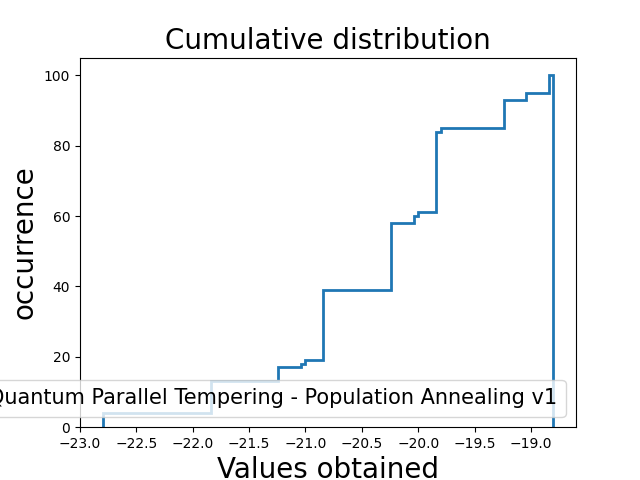 Cumulative distribution
100
80
60
40
20
0
occurrence
Quantum Parallel Tempering - Population Annealing v1
−23.0 −22.5 −22.0 −21.5 −21.0 −20.5 −20.0 −19.5 −19.0
Values obtained